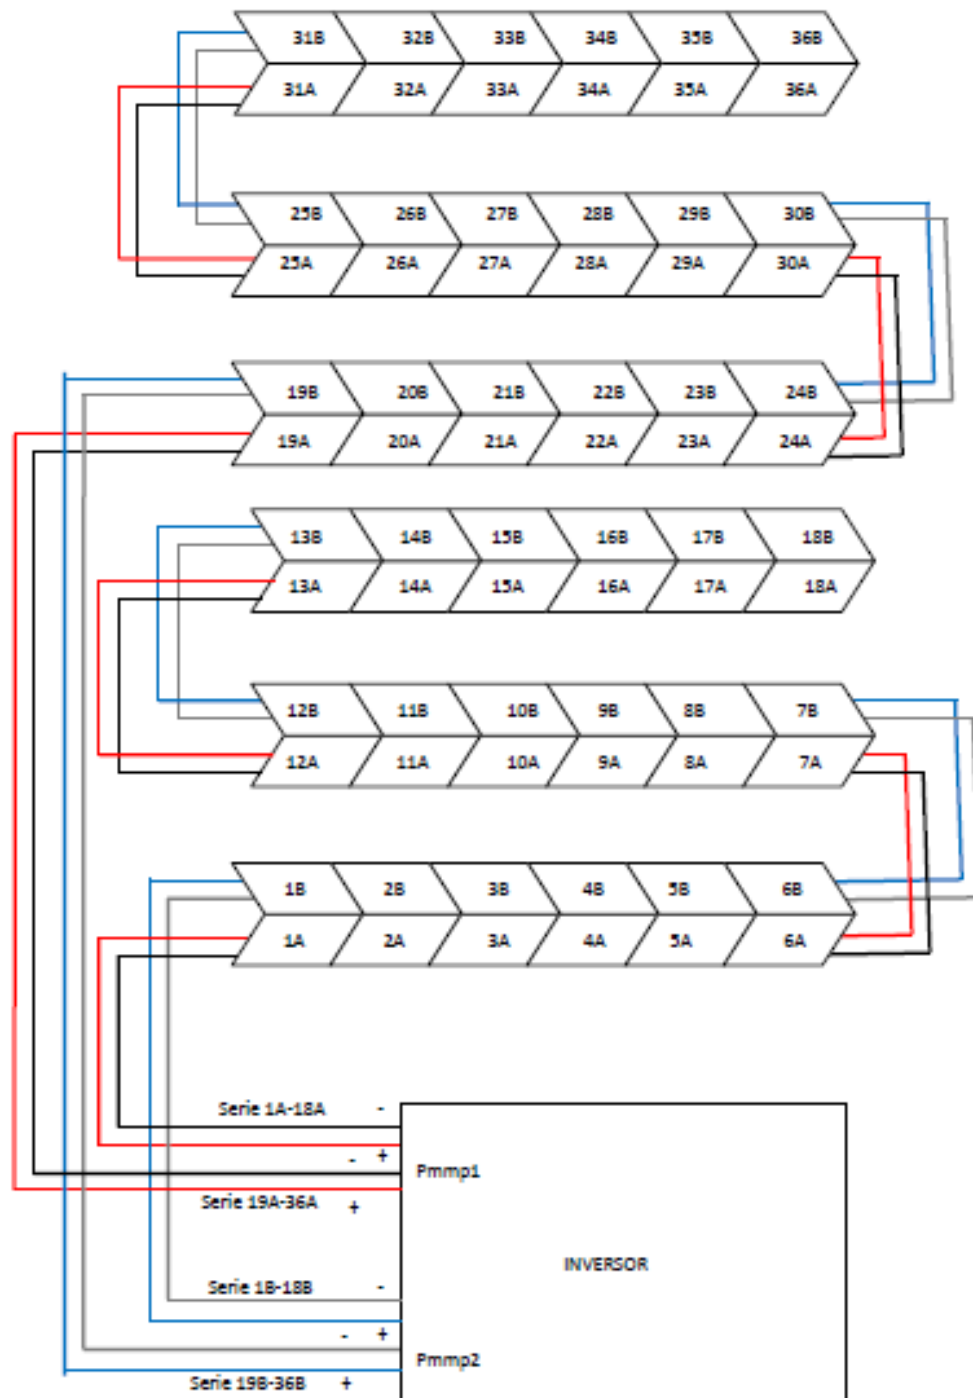 31B 32B 33B 34B 35B 36B
31A 32A 33A 34A 35A 36A
25B 26B 27B 28B 29B 30B
25A 26A 27A 28A 29A 30A
19B 20B 21B 22B 23B 24B
19A 20A 21A 22A 23A 24A
13B 14B 15B 16B 17B 18B
13A 14A 15A 16A 17A 18A
12B 11B 10B 9B 8B 7B
12A 11A 10A 9A 8A 7A
1B 2B 3B 4B 5B 6B
1A 2A 3A 4A 5A 6A
Serie 1A-18A -
- +
Pmmp1
Serie 19A-36A +
INVERSOR
Serie 1B-18B -
- +
Pmmp2
Serie 19B-36B +